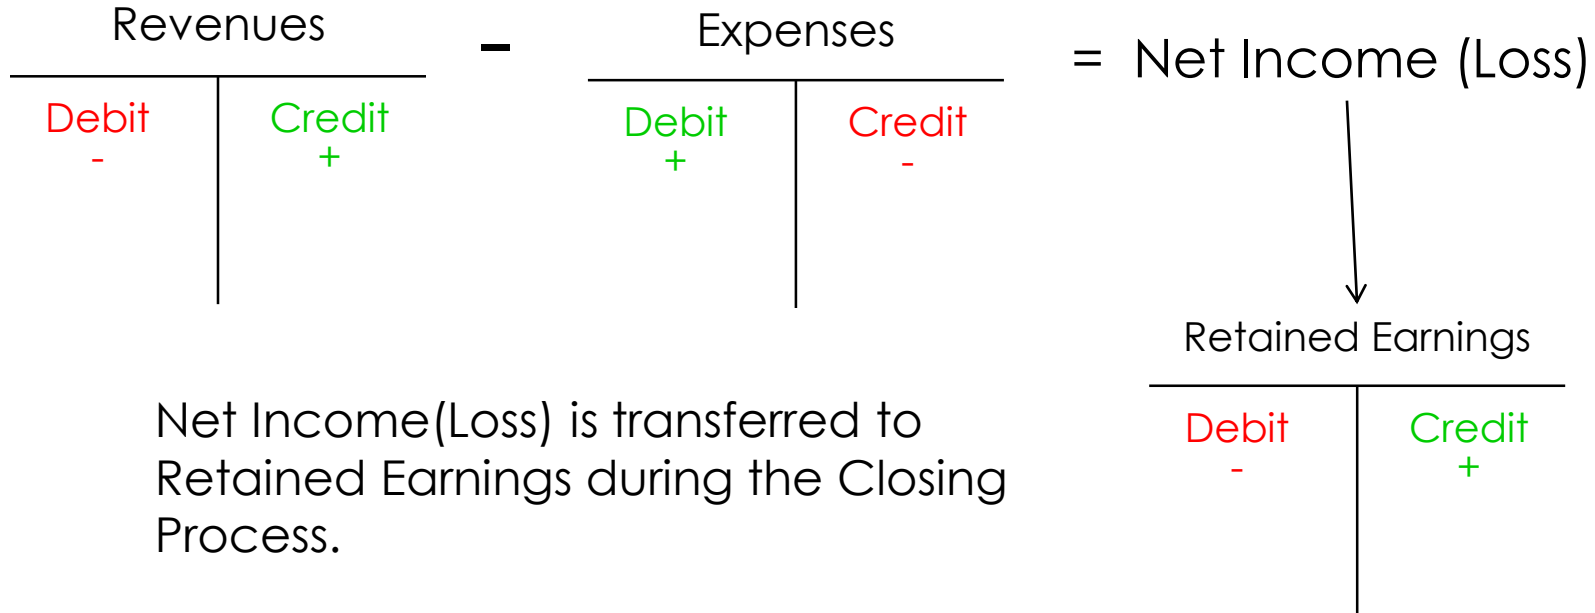 Revenues
-
Expenses
= Net Income (Loss)
Debit
-
Credit
+
Debit
+
Credit
-
Retained Earnings
Debit
-
Credit
+
Net Income(Loss) is transferred to
Retained Earnings during the Closing
Process.